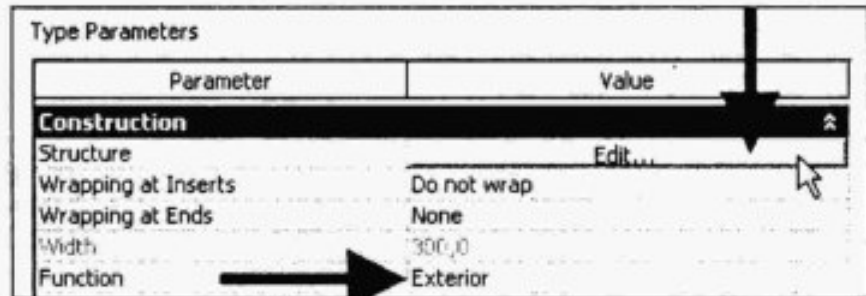 Type Parameters
Parameter Value
Construction
Structure Edit...
Wrapping at Inserts Do not wrap
Wrapping at Ends None
Width 300,0
Function Exterior